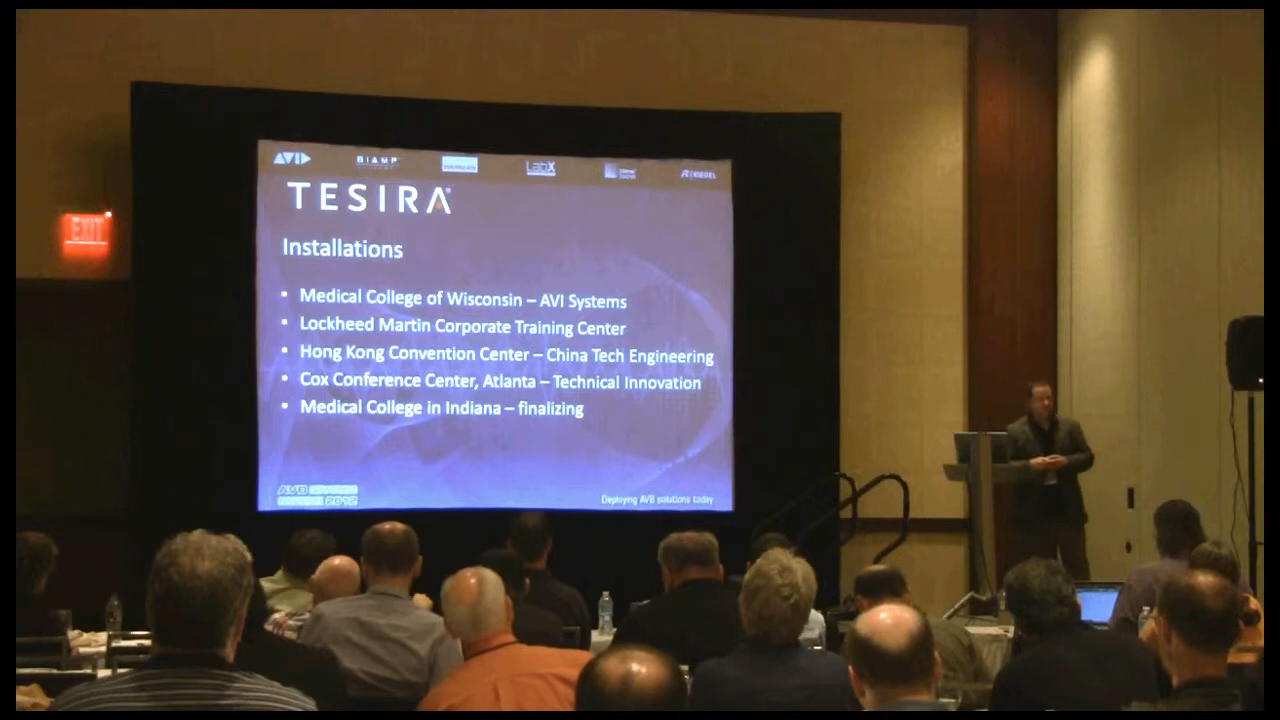 AVID BIAMP LabX RIEDEL
TESIRA®
EXIT
Installations
• Medical College of Wisconsin – AVI Systems
• Lockheed Martin Corporate Training Center
• Hong Kong Convention Center – China Tech Engineering
• Cox Conference Center, Atlanta – Technical Innovation
• Medical College in Indiana – finalizing
AVB 2012
Deploying AVB solutions today